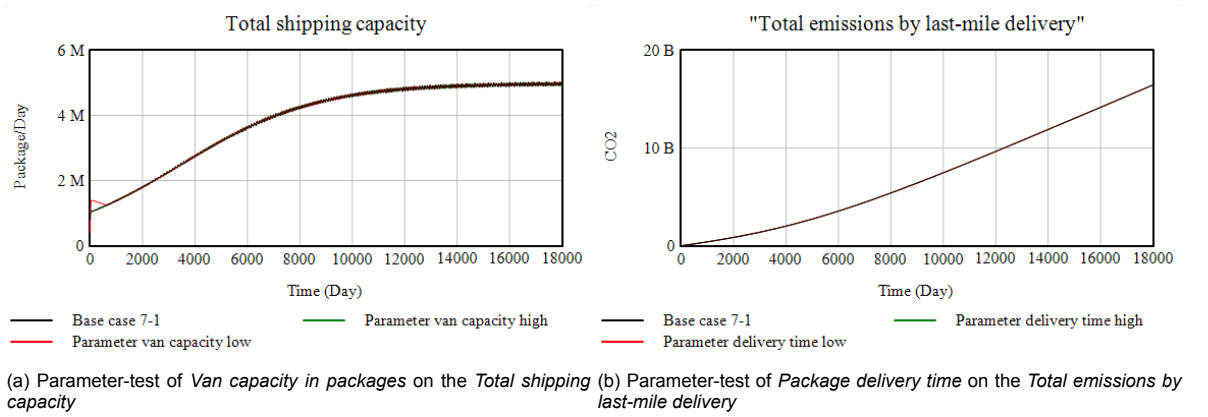 Total shipping capacity
6 M
4 M
2 M
0
Package/Day
0 2000 4000 6000 8000 10000 12000 14000 16000 18000
Time (Day)
Base case 7-1
Parameter van capacity high
Parameter van capacity low
(a) Parameter-test of Van capacity in packages on the Total shipping
capacity
"Total emissions by last-mile delivery"
20 B
10 B
0
CO2
0 2000 4000 6000 8000 10000 12000 14000 16000 18000
Time (Day)
Base case 7-1
Parameter delivery time high
Parameter delivery time low
(b) Parameter-test of Package delivery time on the Total emissions by
last-mile delivery